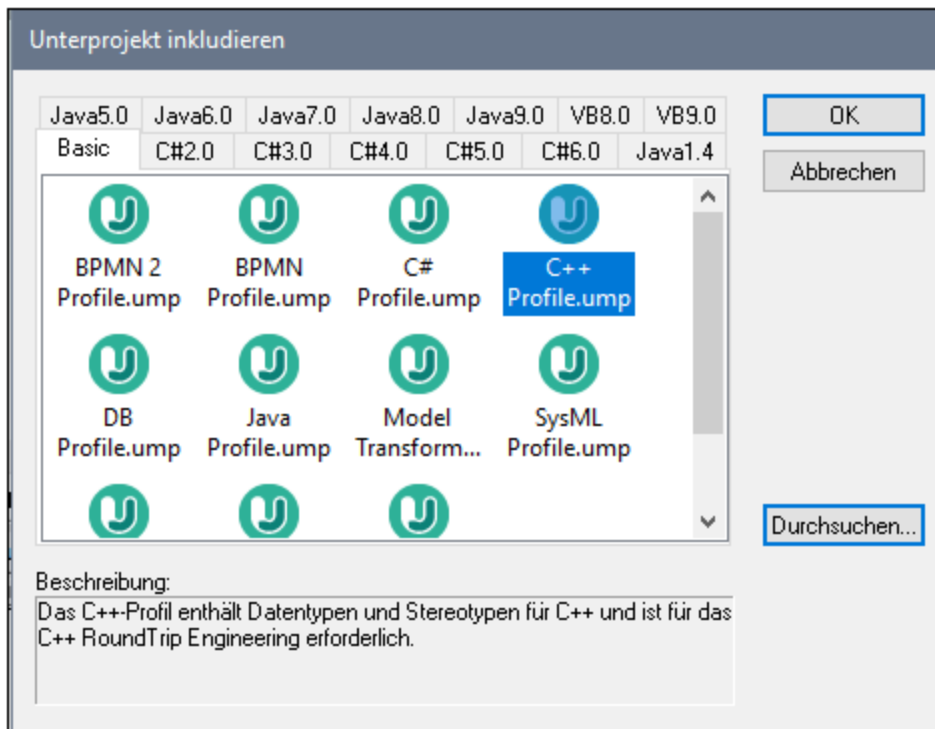 Unterprojekt inkludieren
Java5.0 Java6.0 Java7.0 Java8.0 Java9.0 VB8.0 VB9.0
Basic C#2.0 C#3.0 C#4.0 C#5.0 C#6.0 Java1.4
OK
Abbrechen
BPMN 2 BPMN C# C++
Profile.ump Profile.ump Profile.ump Profile.ump
DB Java Model SysML
Profile.ump Profile.ump Transform... Profile.ump
Durchsuchen...
Beschreibung:
Das C++-Profil enthält Datentypen und Stereotypen für C++ und ist für das
C++ RoundTrip Engineering erforderlich.